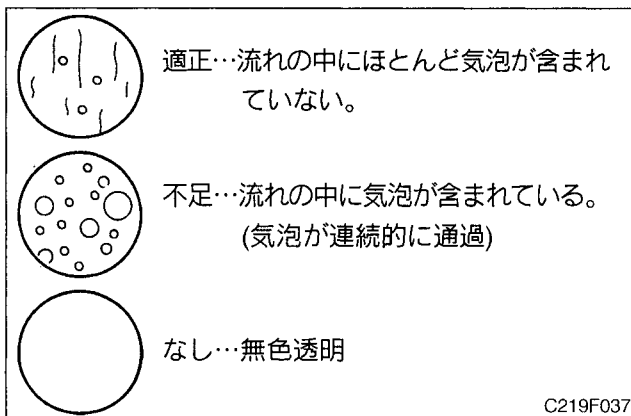 適正…流れの中にほとんど気泡が含まれ
ていない。
不足…流れの中に気泡が含まれている。
(気泡が連続的に通過)
なし…無色透明
C219F037